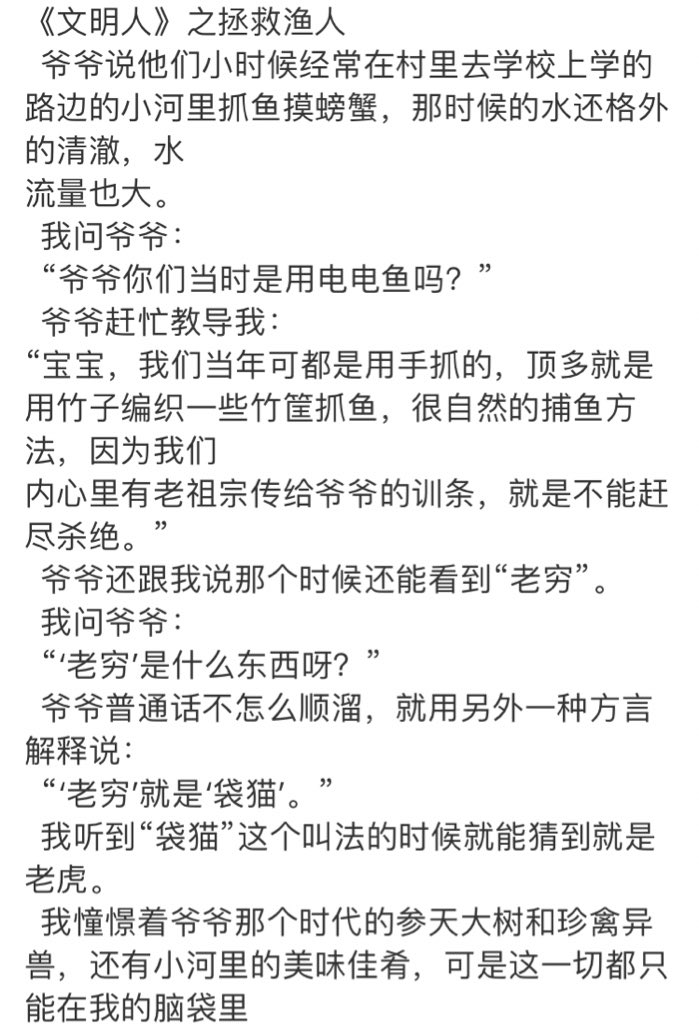 《文明人》之拯救渔人
爷爷说他们小时候经常在村里去学校上学的
路边的小河里抓鱼摸螃蟹，那时候的水还格外
的清澈，水
流量也大。
我问爷爷：
“爷爷你们当时是用电电鱼吗？”
爷爷赶忙教导我：
“宝宝，我们当年可都是用手抓的，顶多就是
用竹子编织一些竹筐抓鱼，很自然的捕鱼方
法，因为我们
内心里有老祖宗传给爷爷的训条，就是不能赶
尽杀绝。”
爷爷还跟我说那个时候还能看到“老穷”。
我问爷爷：
“‘老穷’是什么东西呀？”
爷爷普通话不怎么顺溜，就用另外一种方言
解释说：
“‘老穷’就是‘袋猫’。”
我听到“袋猫”这个叫法的时候就能猜到就是
老虎。
我憧憬着爷爷那个时代的参天大树和珍禽异
兽，还有小河里的美味佳肴，可是这一切都只
能在我的脑袋里